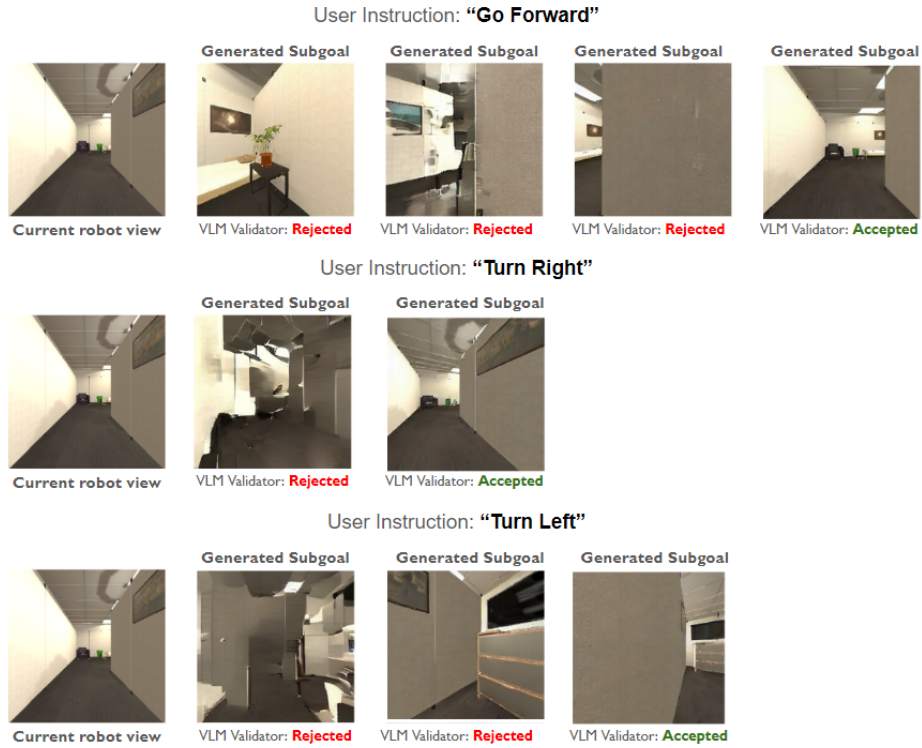 User Instruction: “Go Forward”
Generated Subgoal Generated Subgoal Generated Subgoal Generated Subgoal
Current robot view VLM Validator: Rejected VLM Validator: Rejected VLM Validator: Rejected VLM Validator: Accepted
User Instruction: “Turn Right”
Generated Subgoal Generated Subgoal
Current robot view VLM Validator: Rejected VLM Validator: Accepted
User Instruction: “Turn Left”
Generated Subgoal Generated Subgoal Generated Subgoal
Current robot view VLM Validator: Rejected VLM Validator: Rejected VLM Validator: Accepted